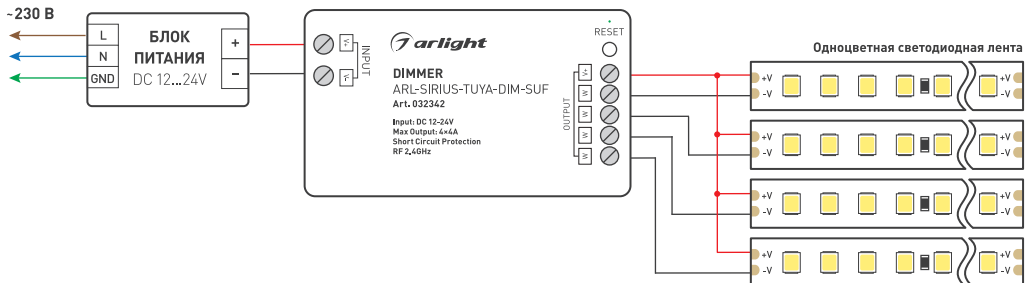 ~230 В
L
N
GND
БЛОК
ПИТАНИЯ
DC 12...24V
+
−
V+
V-
INPUT
arlight
DIMMER
ARL-SIRIUS-TUYA-DIM-SUF
Art. 032342
Input: DC 12-24V
Max Output: 4×4A
Short Circuit Protection
RF 2,4GHz
RESET
OUTPUT
V+
W
W
W
W
Одноцветная светодиодная лента
+V
-V
+V
-V
+V
-V
+V
-V
+V
-V
+V
-V
+V
-V
+V
-V